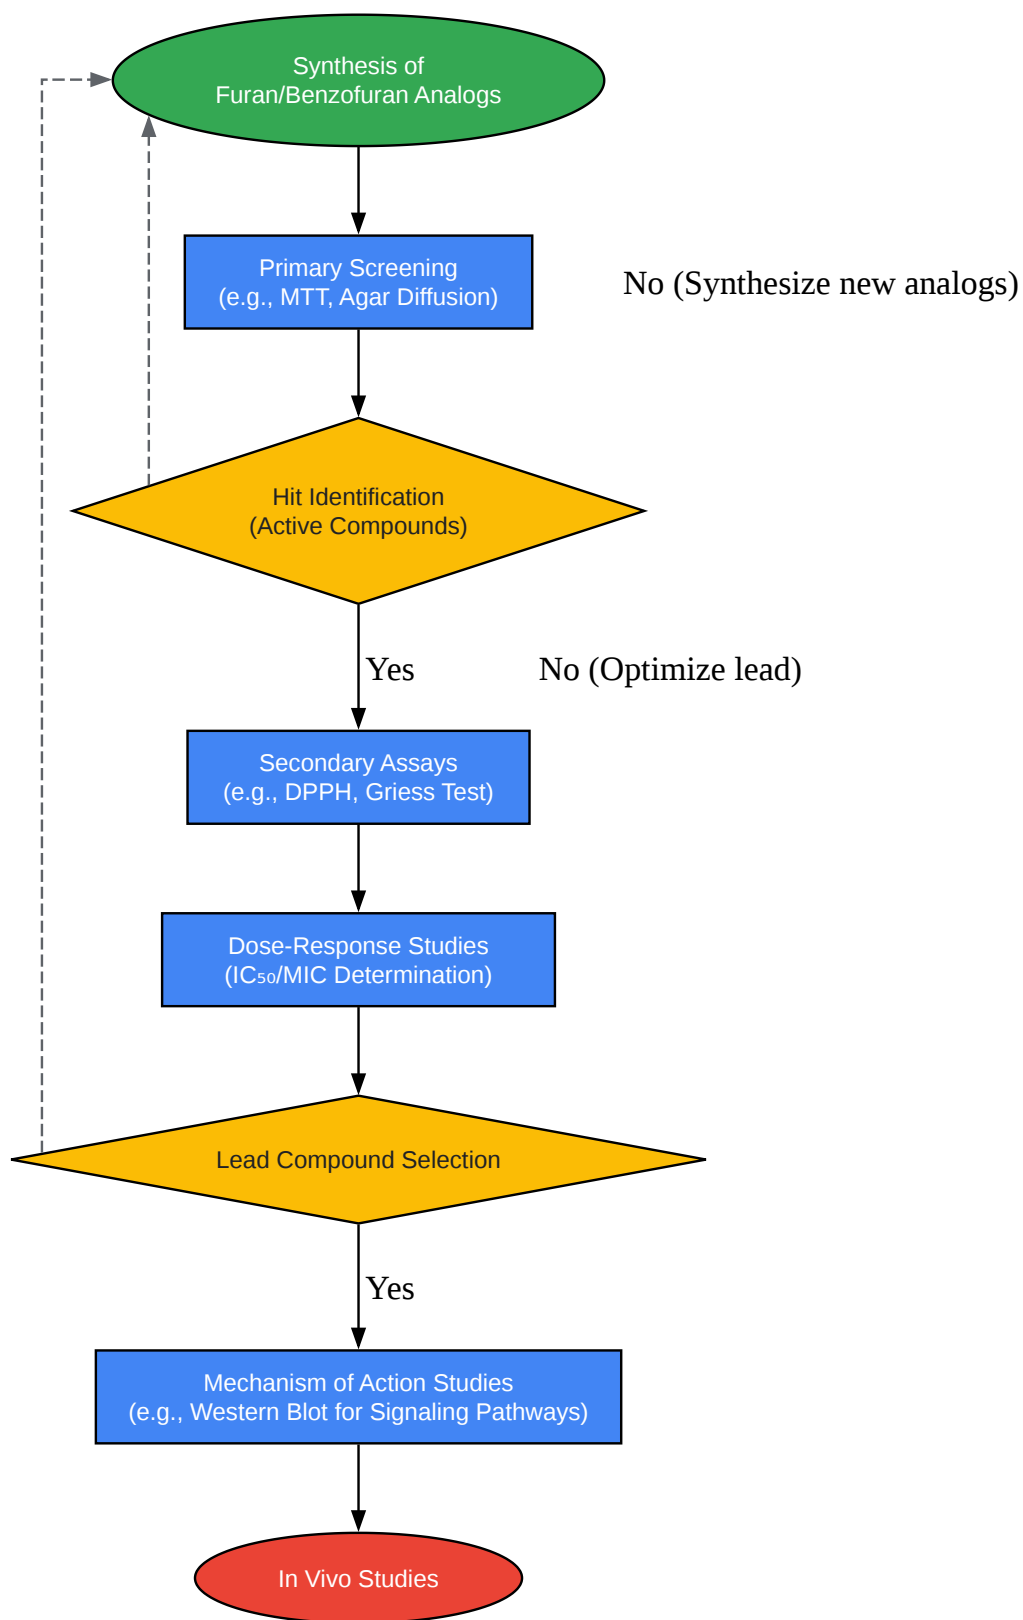 Synthesis of
Furan/Benzofuran Analogs
Primary Screening
(e.g., MTT, Agar Diffusion)
No (Synthesize new analogs)
Hit Identification
(Active Compounds)
Yes
No (Optimize lead)
Secondary Assays
(e.g., DPPH, Griess Test)
Dose-Response Studies
(IC₅₀/MIC Determination)
Lead Compound Selection
Yes
Mechanism of Action Studies
(e.g., Western Blot for Signaling Pathways)
In Vivo Studies